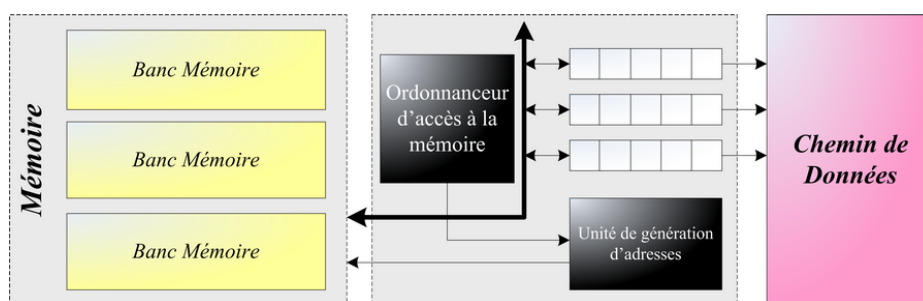 Mémoire
Banc Mémoire
Banc Mémoire
Banc Mémoire
Ordonnanceur
d'accès à la
mémoire
Unité de génération
d'adresses
Chemin de
Données